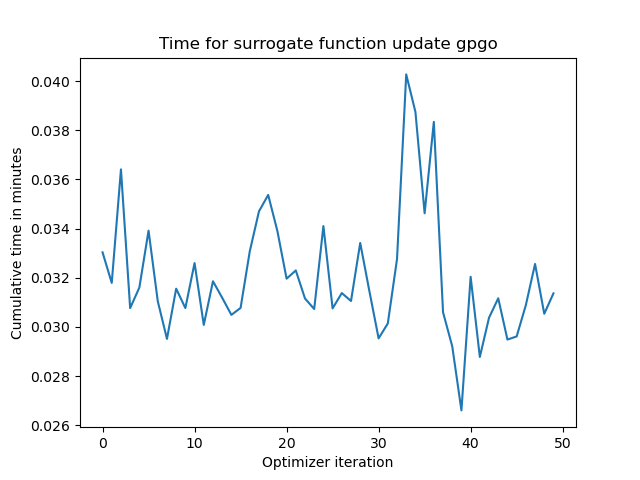 Time for surrogate function update gpgo
0.040
0.038
0.036
0.034
0.032
0.030
0.028
0.026
Cumulative time in minutes
0 10 20 30 40 50
Optimizer iteration